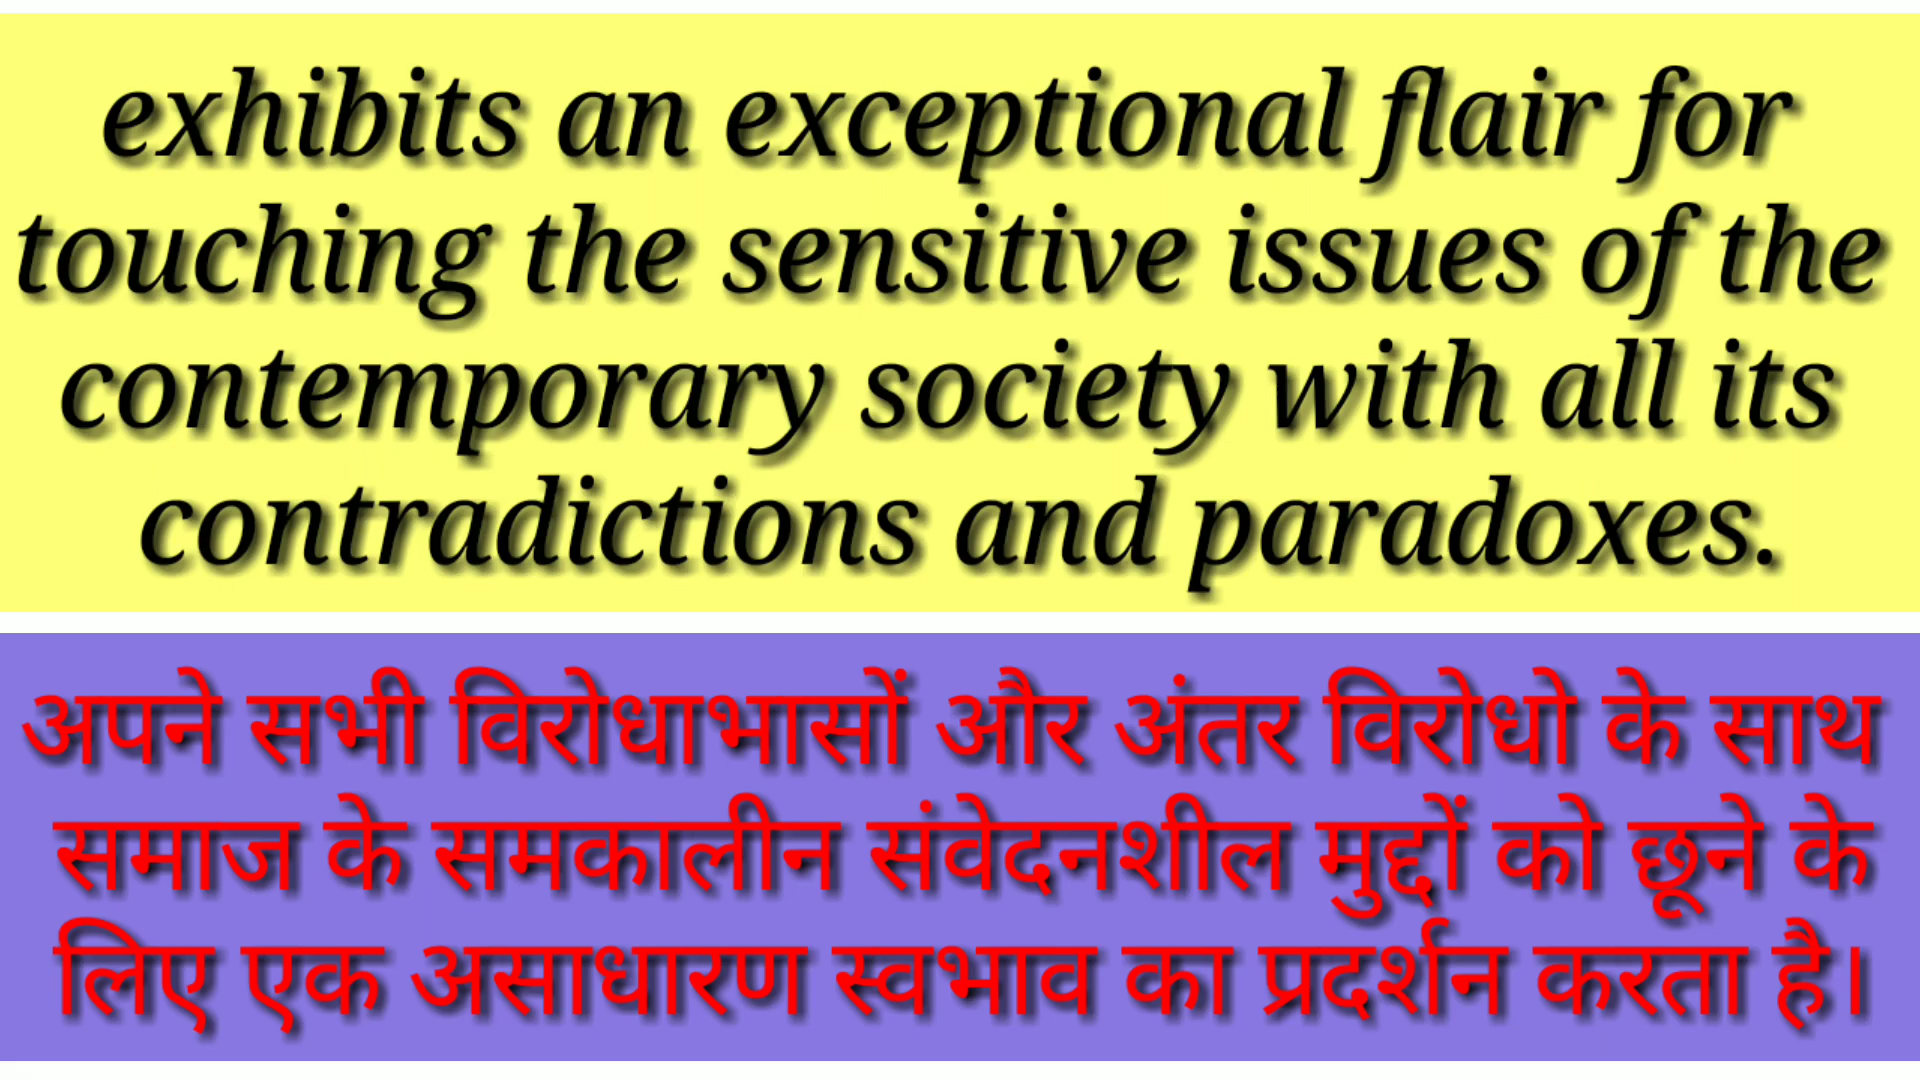 exhibits an exceptional flair for
touching the sensitive issues of the
contemporary society with all its
contradictions and paradoxes.
अपने सभी विरोधाभासों और अंतर विरोधो के साथ
समाज के समकालीन संवेदनशील मुद्दों को छूने के
लिए एक असाधारण स्वभाव का प्रदर्शन करता है।